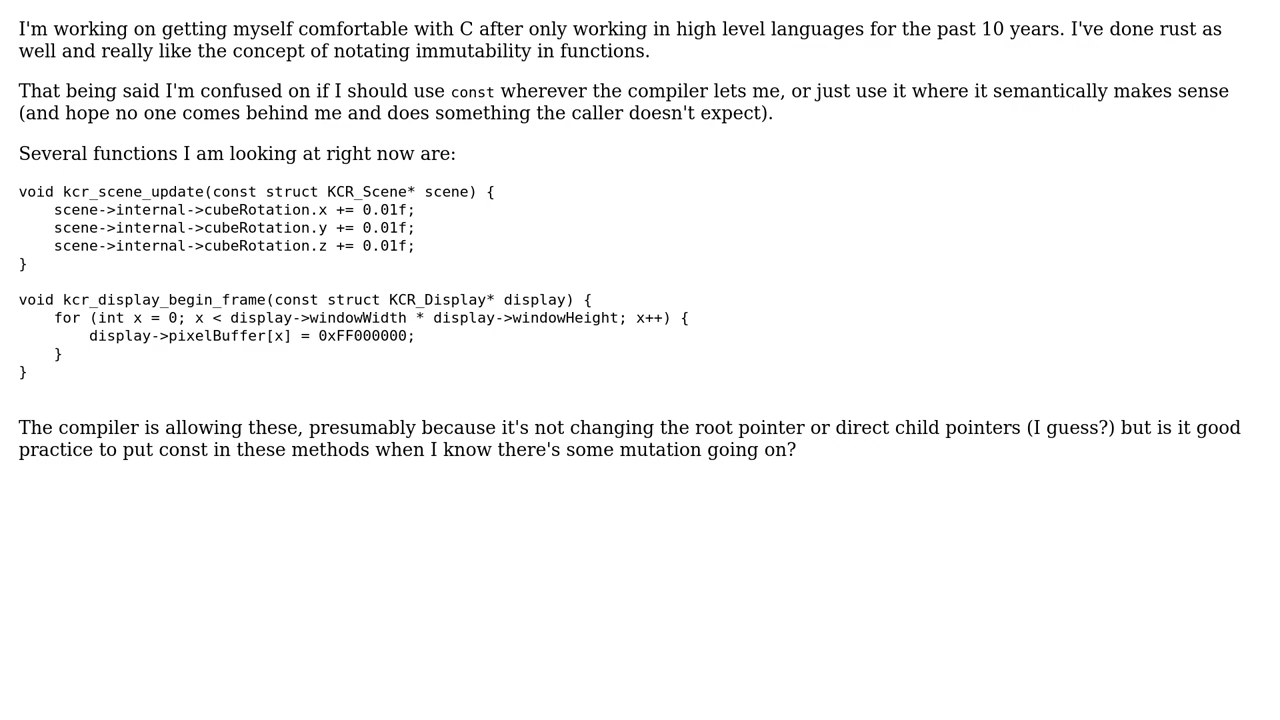 I'm working on getting myself comfortable with C after only working in high level languages for the past 10 years. I've done rust as
well and really like the concept of notating immutability in functions.
That being said I'm confused on if I should use const wherever the compiler lets me, or just use it where it semantically makes sense
(and hope no one comes behind me and does something the caller doesn't expect).
Several functions I am looking at right now are:
void kcr_scene_update(const struct KCR_Scene* scene) {
    scene->internal->cubeRotation.x += 0.01f;
    scene->internal->cubeRotation.y += 0.01f;
    scene->internal->cubeRotation.z += 0.01f;
}
void kcr_display_begin_frame(const struct KCR_Display* display) {
    for (int x = 0; x < display->windowWidth * display->windowHeight; x++) {
        display->pixelBuffer[x] = 0xFF000000;
    }
}
The compiler is allowing these, presumably because it's not changing the root pointer or direct child pointers (I guess?) but is it good
practice to put const in these methods when I know there's some mutation going on?